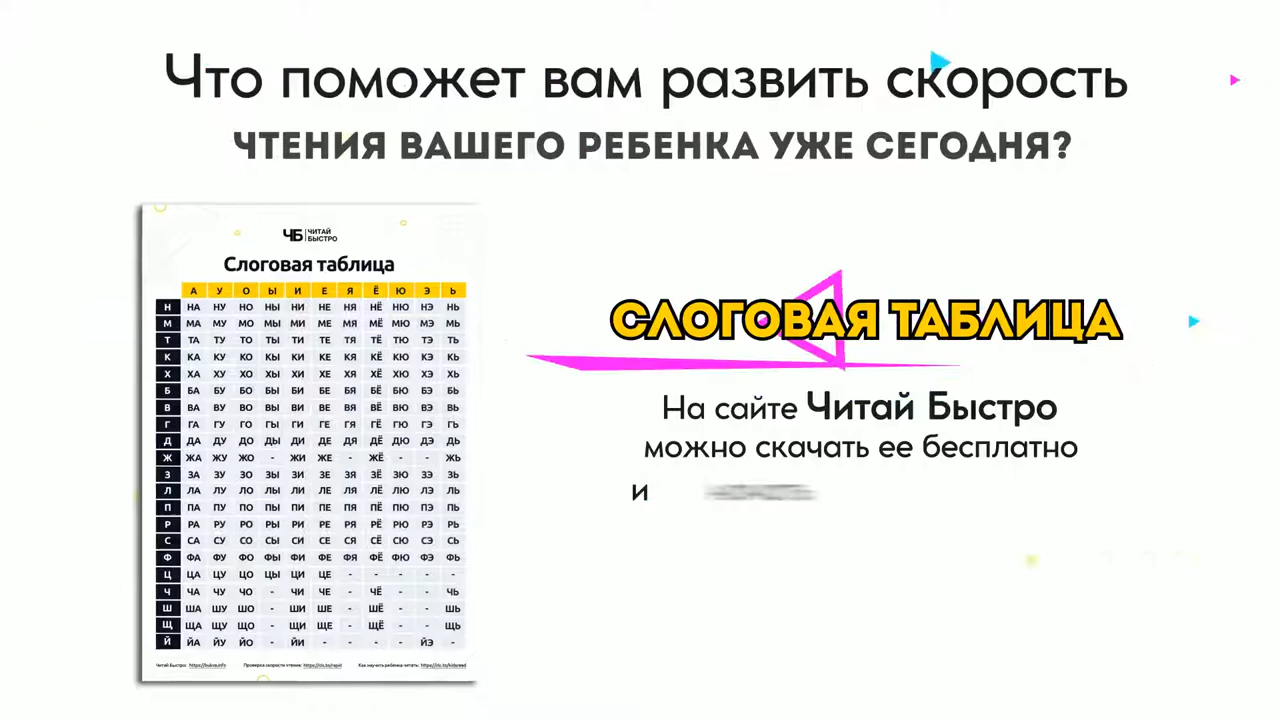 Что поможет вам развить скорость
ЧТЕНИЯ ВАШЕГО РЕБЕНКА УЖЕ СЕГОДНЯ?
ЧБ ЧИТАЙ
БЫСТРО
Слоговая таблица
А У О Ы И Е Я Ё Ю Э Ь
Н НА НУ НО НЫ НИ НЕ НЯ НЁ НЮ НЭ НЬ
М МА МУ МО МЫ МИ МЕ МЯ МЁ МЮ МЭ МЬ
Т ТА ТУ ТО ТЫ ТИ ТЕ ТЯ ТЁ ТЮ ТЭ ТЬ
К КА КУ КО КЫ КИ КЕ КЯ КЁ КЮ КЭ КЬ
Х ХА ХУ ХО ХЫ ХИ ХЕ ХЯ ХЁ ХЮ ХЭ ХЬ
Б БА БУ БО БЫ БИ БЕ БЯ БЁ БЮ БЭ БЬ
В ВА ВУ ВО ВЫ ВИ ВЕ ВЯ ВЁ ВЮ ВЭ ВЬ
Г ГА ГУ ГО ГЫ ГИ ГЕ ГЯ ГЁ ГЮ ГЭ ГЬ
Д ДА ДУ ДО ДЫ ДИ ДЕ ДЯ ДЁ ДЮ ДЭ ДЬ
Ж ЖА ЖУ ЖО - ЖИ ЖЕ - ЖЁ - - ЖЬ
З ЗА ЗУ ЗО ЗЫ ЗИ ЗЕ ЗЯ ЗЁ ЗЮ ЗЭ ЗЬ
Л ЛА ЛУ ЛО ЛЫ ЛИ ЛЕ ЛЯ ЛЁ ЛЮ ЛЭ ЛЬ
П ПА ПУ ПО ПЫ ПИ ПЕ ПЯ ПЁ ПЮ ПЭ ПЬ
Р РА РУ РО РЫ РИ РЕ РЯ РЁ РЮ РЭ РЬ
С СА СУ СО СЫ СИ СЕ СЯ СЁ СЮ СЭ СЬ
Ф ФА ФУ ФО ФЫ ФИ ФЕ ФЯ ФЁ ФЮ ФЭ ФЬ
Ц ЦА ЦУ ЦО ЦЫ ЦИ ЦЕ - - - - -
Ч ЧА ЧУ ЧО - ЧИ ЧЕ - ЧЁ - - ЧЬ
Ш ША ШУ ШО - ШИ ШЕ - ШЁ - - ШЬ
Щ ЩА ЩУ ЩО - ЩИ ЩЕ - ЩЁ - - ЩЬ
Й ЙА ЙУ ЙО - ЙИ - - - - ЙЭ -
Читай Быстро: Проверка скорости чтения: Как научить ребенка читать:
СЛОГОВАЯ ТАБЛИЦА
На сайте Читай Быстро
можно скачать ее бесплатно
и